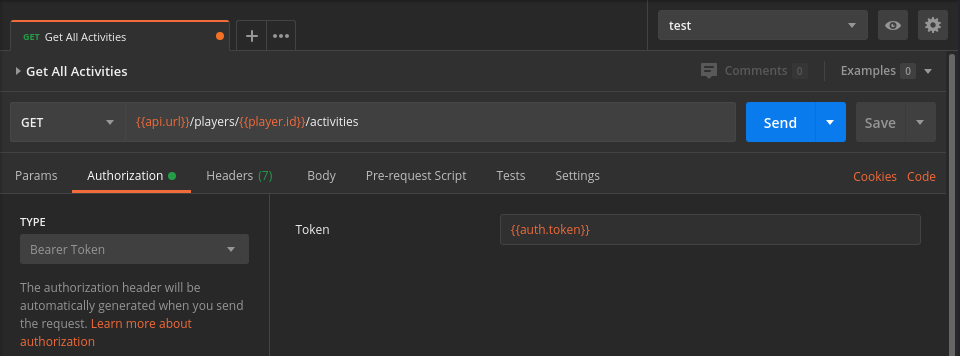 GET Get All Activities
test
Get All Activities
Comments 0
Examples 0
GET
{{api.url}}/players/{{player.id}}/activities
Send
Save
Params Authorization Headers (7) Body Pre-request Script Tests Settings
Cookies Code
TYPE
Bearer Token
The authorization header will be
automatically generated when you send
the request. Learn more about
authorization
Token
{{auth.token}}